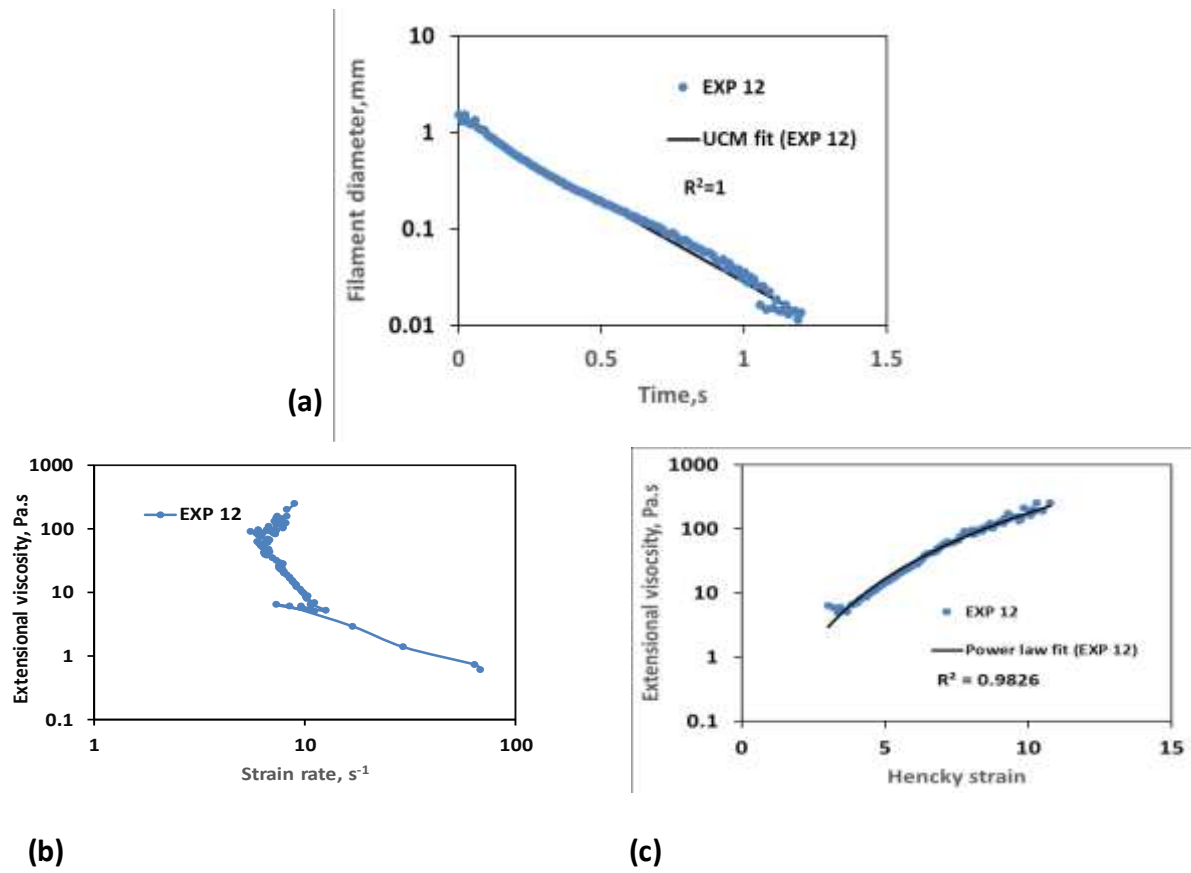 10
1
0.1
0.01
Filament diameter,mm
EXP 12
UCM fit (EXP 12)
R²=1
0
0.5
1
1.5
Time,s
(a)
1000
100
10
1
0.1
Extensional viscosity, Pa.s
EXP 12
1
10
100
Strain rate, s⁻¹
(b)
1000
100
10
1
0.1
Extensional visocsity, Pa.s
EXP 12
Power law fit (EXP 12)
R² = 0.9826
0
5
10
15
Hencky strain
(c)